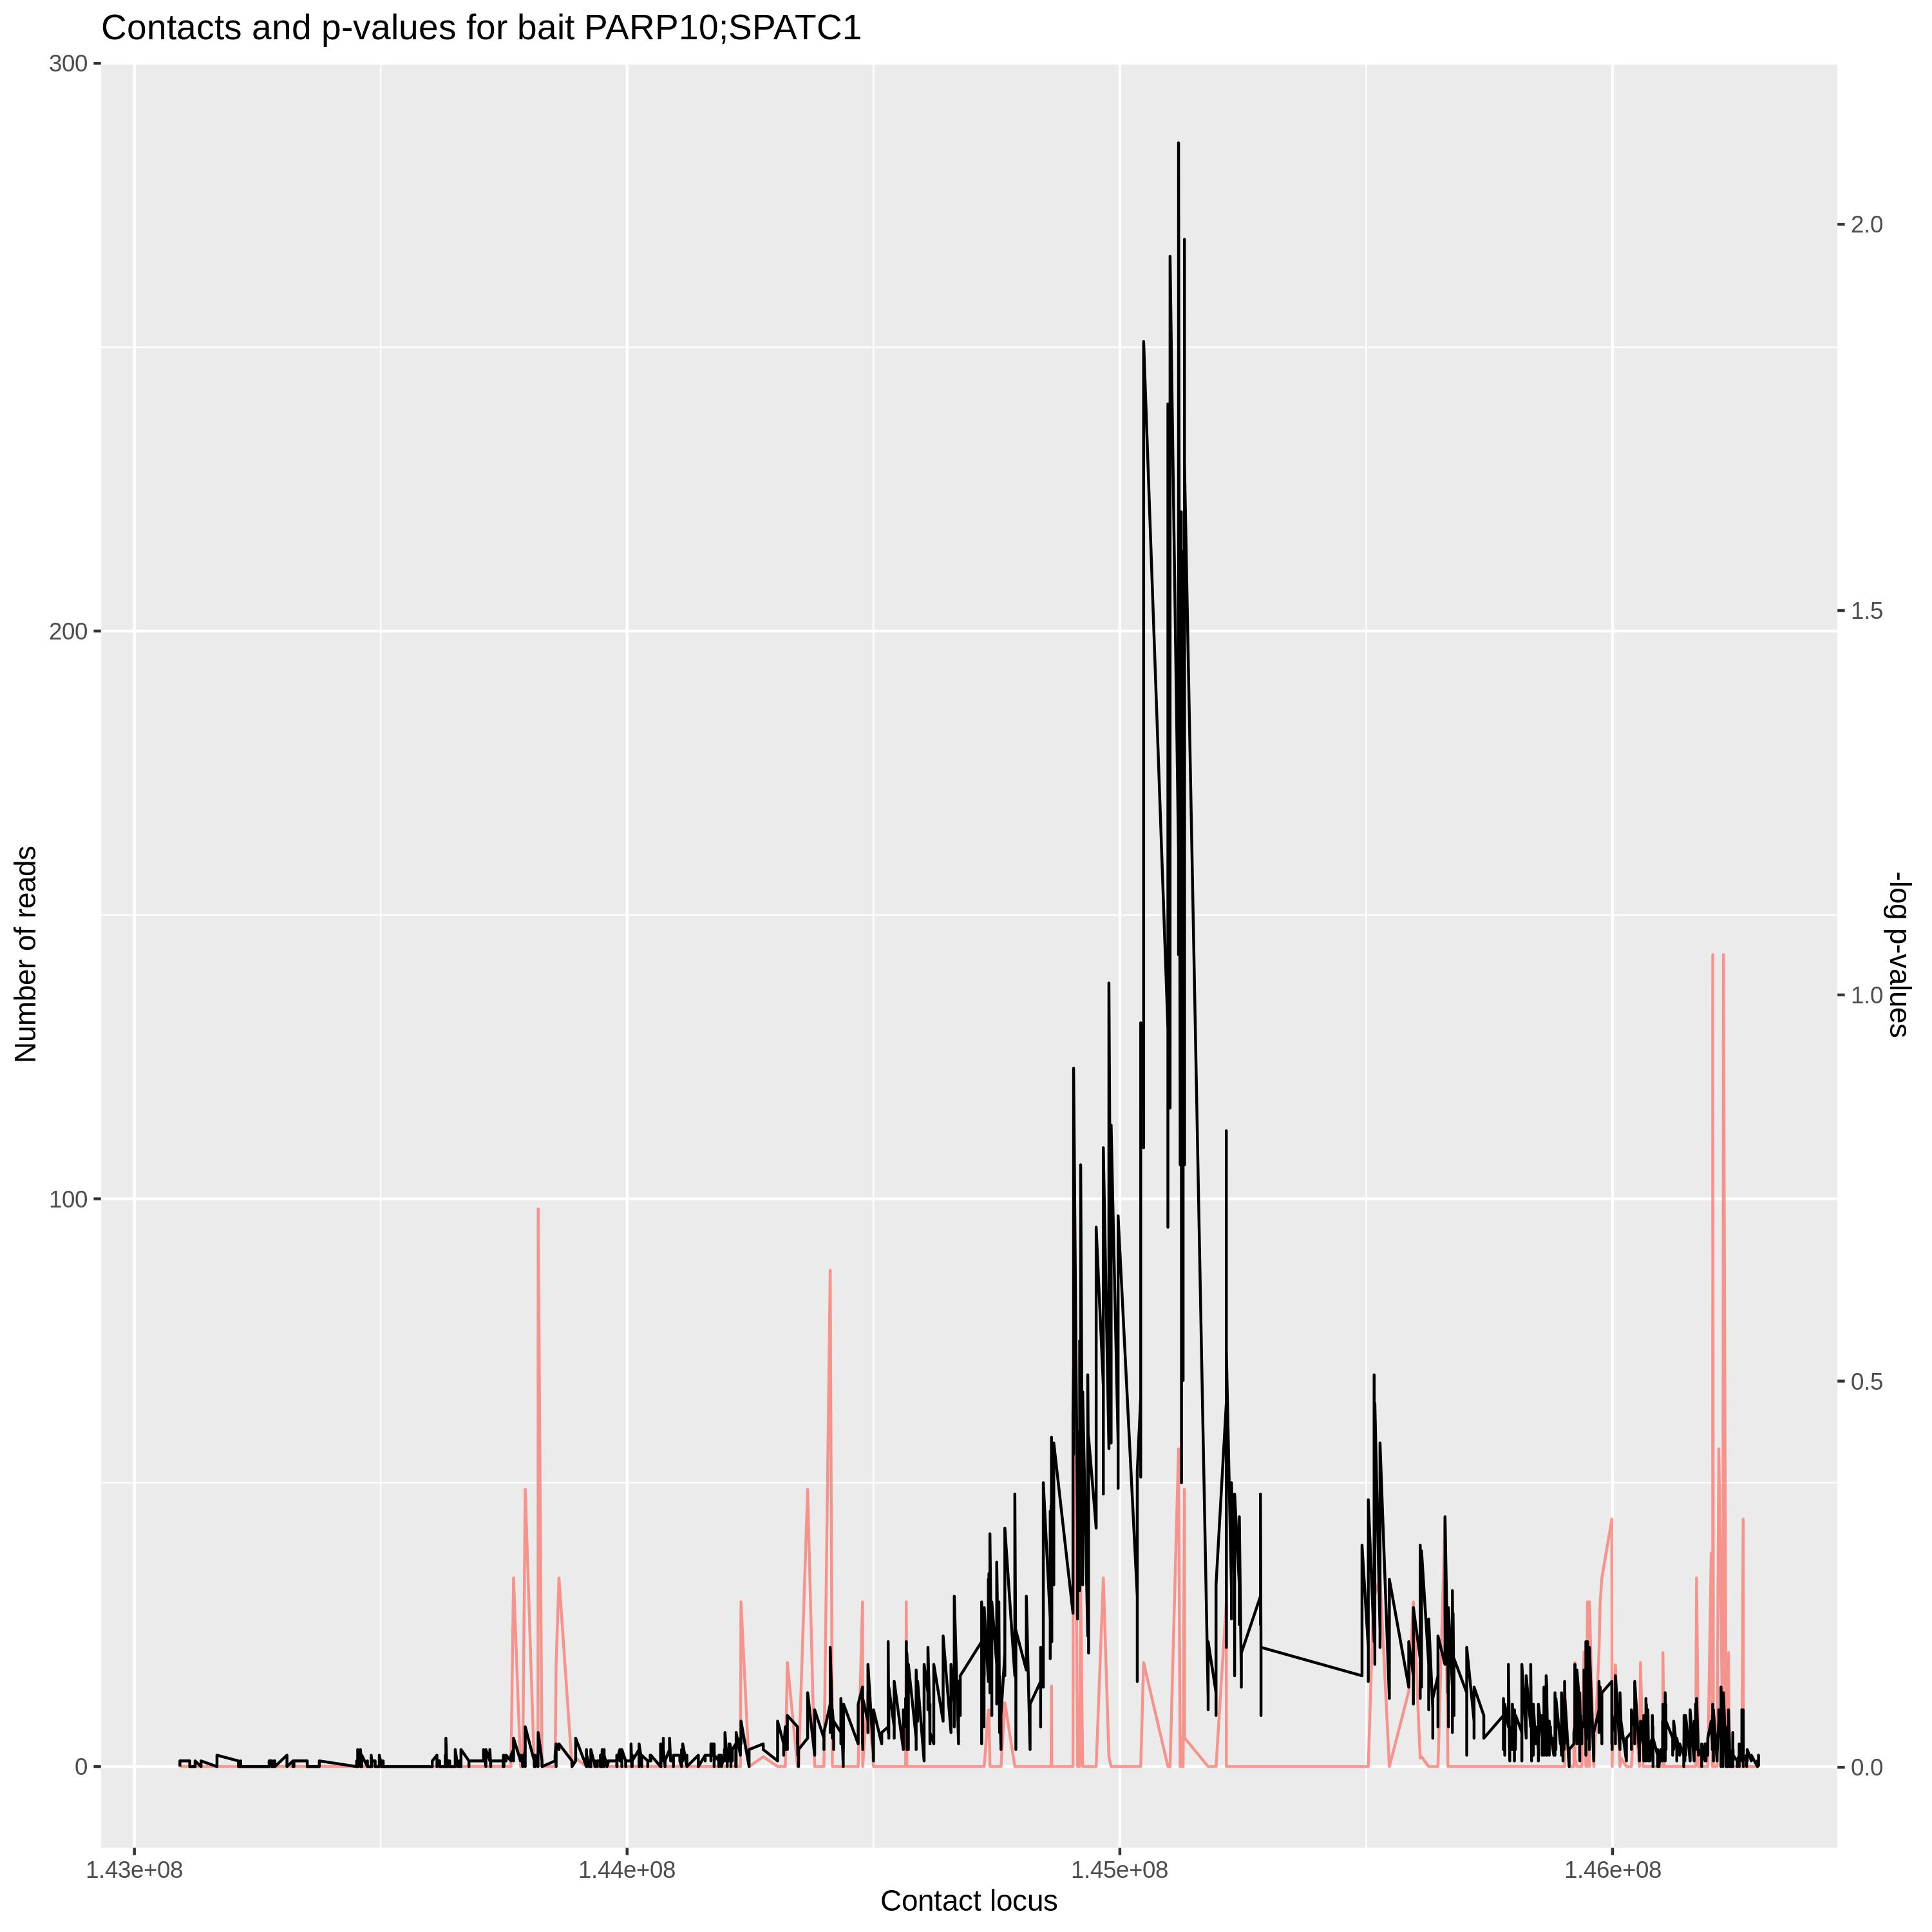 Contacts and p-values for bait PARP10;SPATC1
300
200
100
0
Number of reads
2.0
1.5
1.0
0.5
0.0
-log p-values
1.43e+08
1.44e+08
1.45e+08
1.46e+08
Contact locus